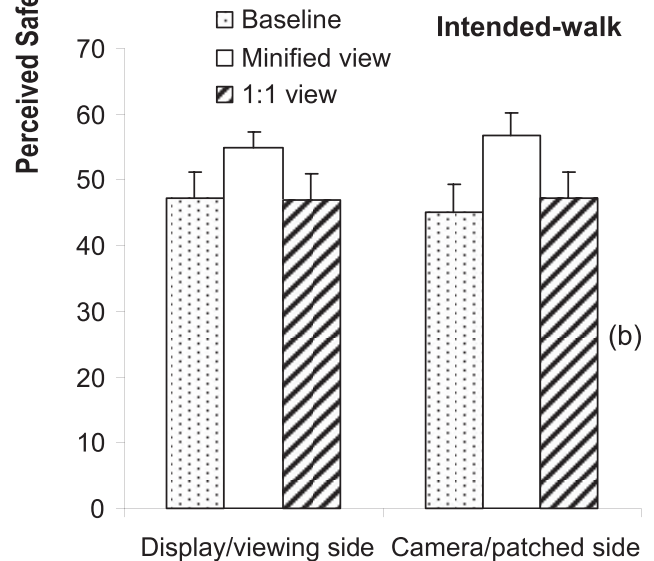 Baseline
Minified view
1:1 view
Intended-walk
Perceived
70
60
50
40
30
20
10
0
(b)
Display/viewing side
Camera/patched side